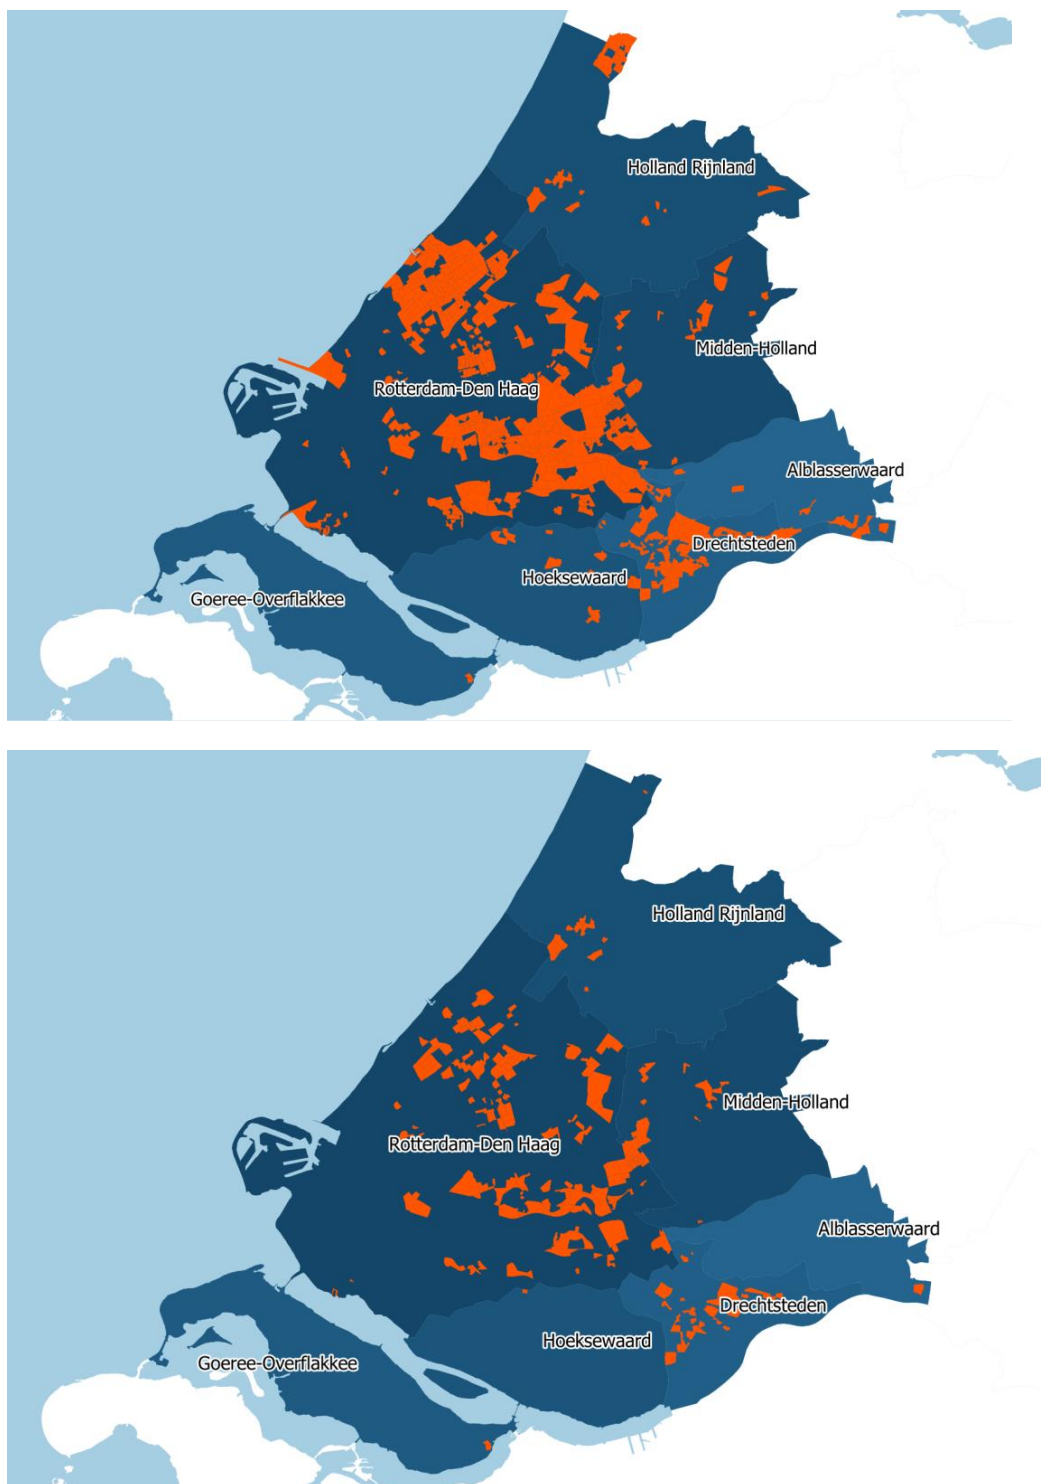 Holland Rijnland
Midden-Holland
Rotterdam-Den Haag
Alblasserwaard
Drechtsteden
Hoeksewaard
Goeree-Overflakkee
Holland Rijnland
Midden-Holland
Rotterdam-Den Haag
Alblasserwaard
Drechtsteden
Hoeksewaard
Goeree-Overflakkee